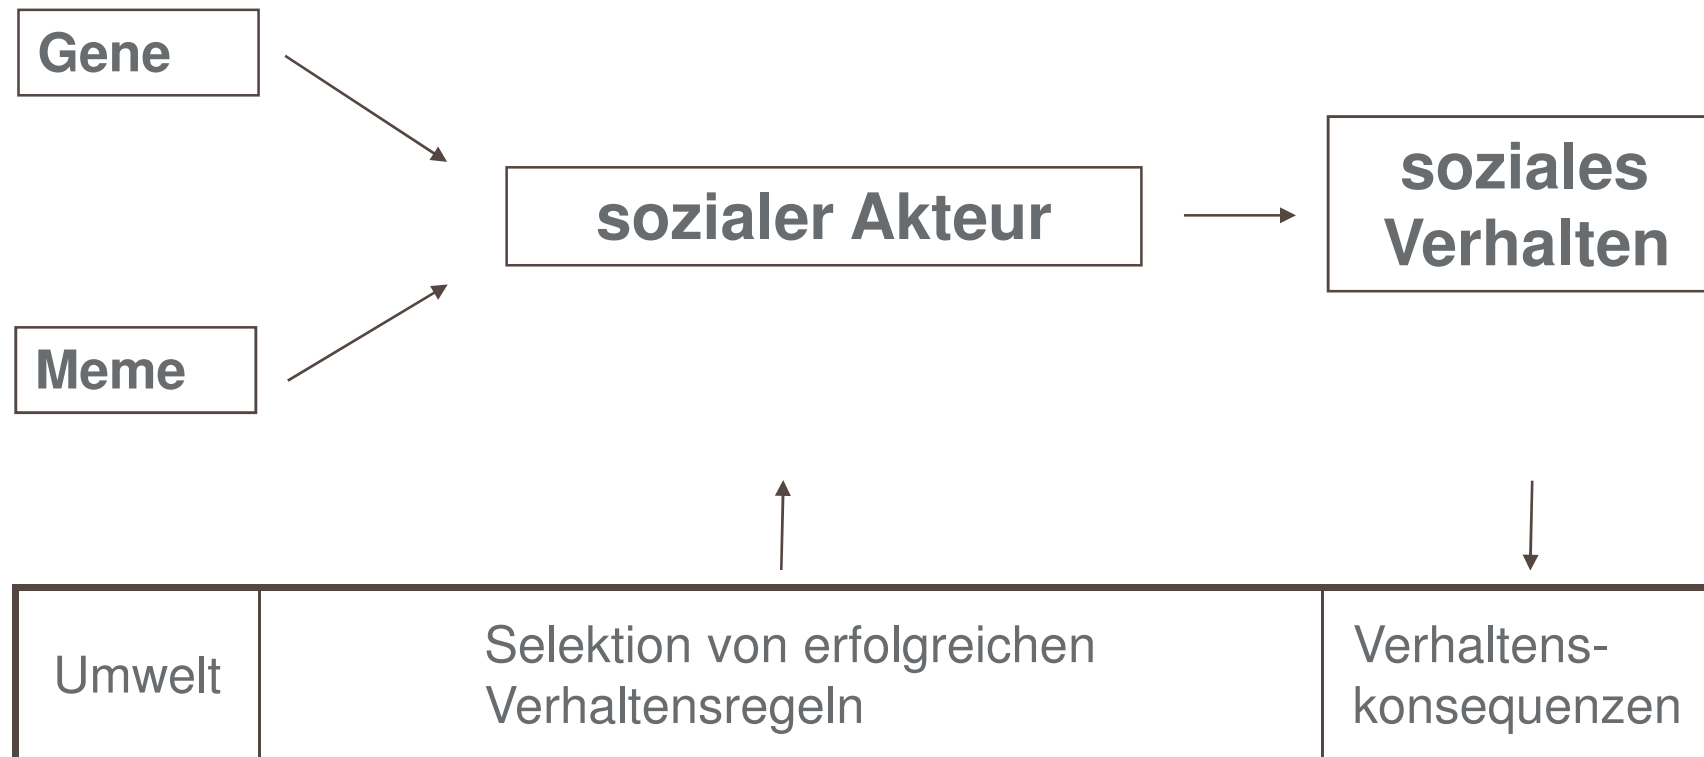 Gene
sozialer Akteur
soziales
Verhalten
Meme
Umwelt
Selektion von erfolgreichen
Verhaltensregeln
Verhaltens-
konsequenzen